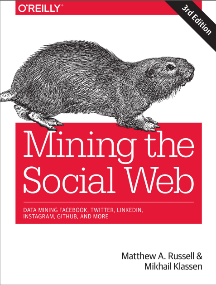 O'REILLY®
3rd Edition
Mining the
Social Web
DATA MINING FACEBOOK, TWITTER, LINKEDIN,
INSTAGRAM, GITHUB, AND MORE
Matthew A. Russell &
Mikhail Klassen